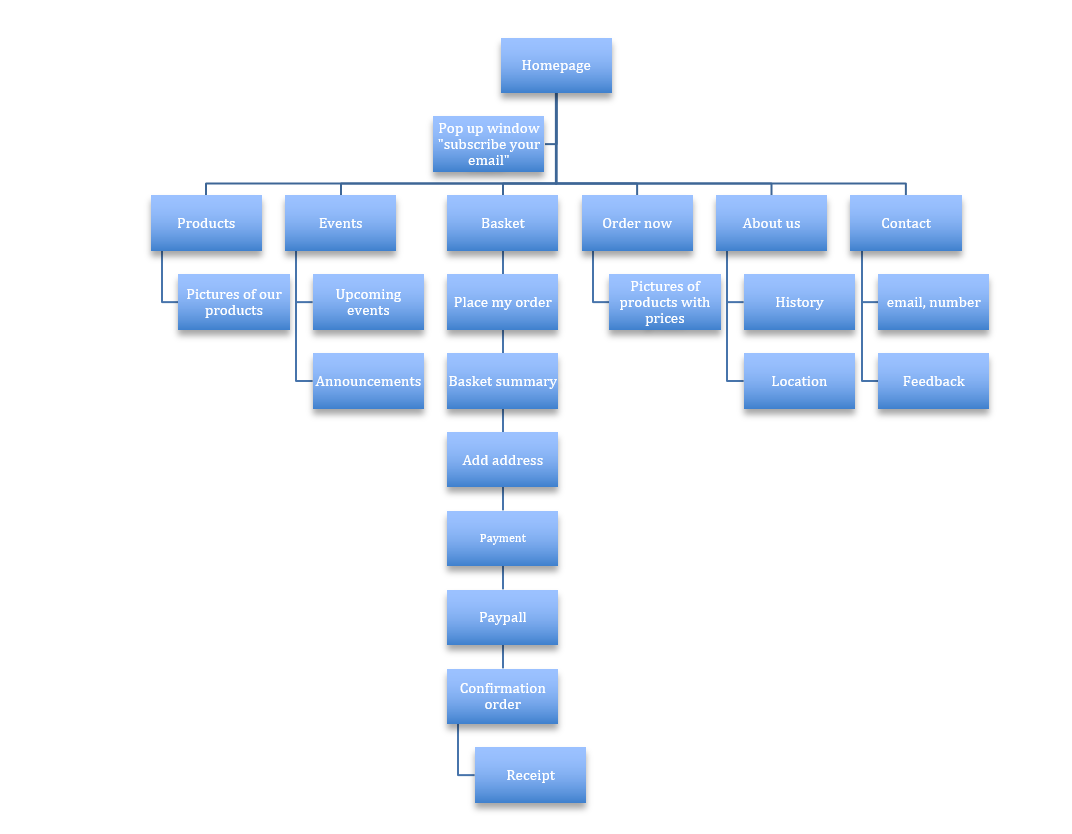 Homepage
Pop up window
"subscribe your
email"
Products
Events
Basket
Order now
About us
Contact
Pictures of our
products
Upcoming
events
Place my order
Pictures of
products with
prices
History
email, number
Announcements
Basket summary
Location
Feedback
Add address
Payment
Paypall
Confirmation
order
Receipt